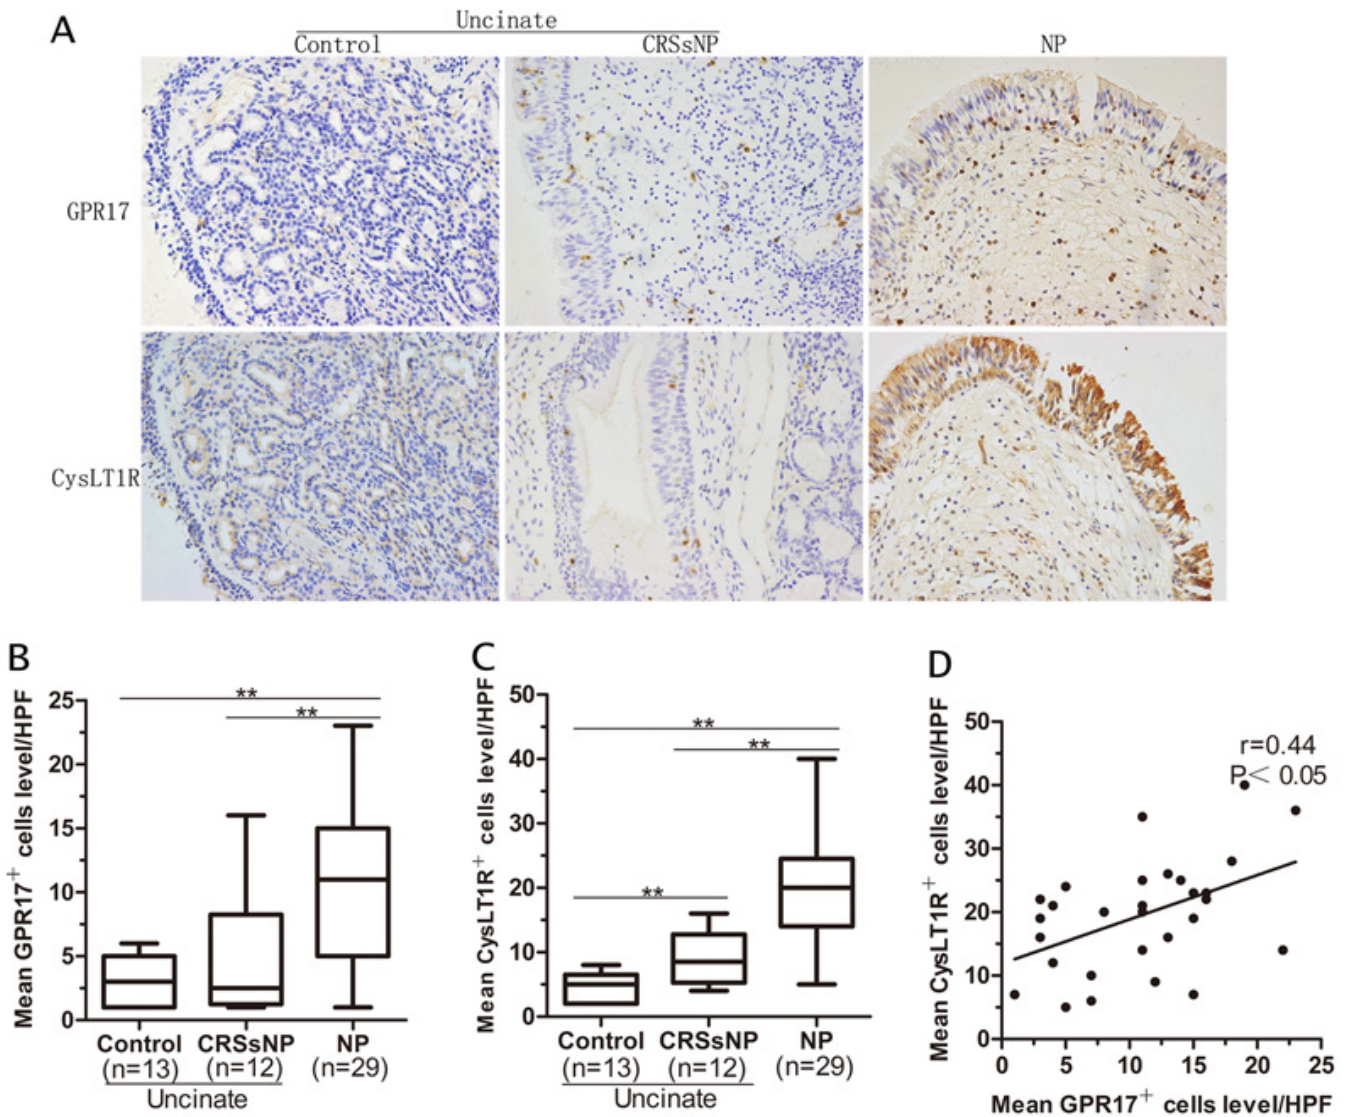 A
Uncinate
Control CRSsNP NP
GPR17
CysLT1R
B
Mean GPR17+ cells level/HPF
25
20
15
10
5
0
**
**
Control CRSsNP NP
(n=13) (n=12) (n=29)
Uncinate
C
Mean CysLT1R+ cells level/HPF
50
40
30
20
10
0
**
**
**
Control CRSsNP NP
(n=13) (n=12) (n=29)
Uncinate
D
Mean CysLT1R+ cells level/HPF
50
40
30
20
10
0
r=0.44
P< 0.05
0 5 10 15 20 25
Mean GPR17+ cells level/HPF